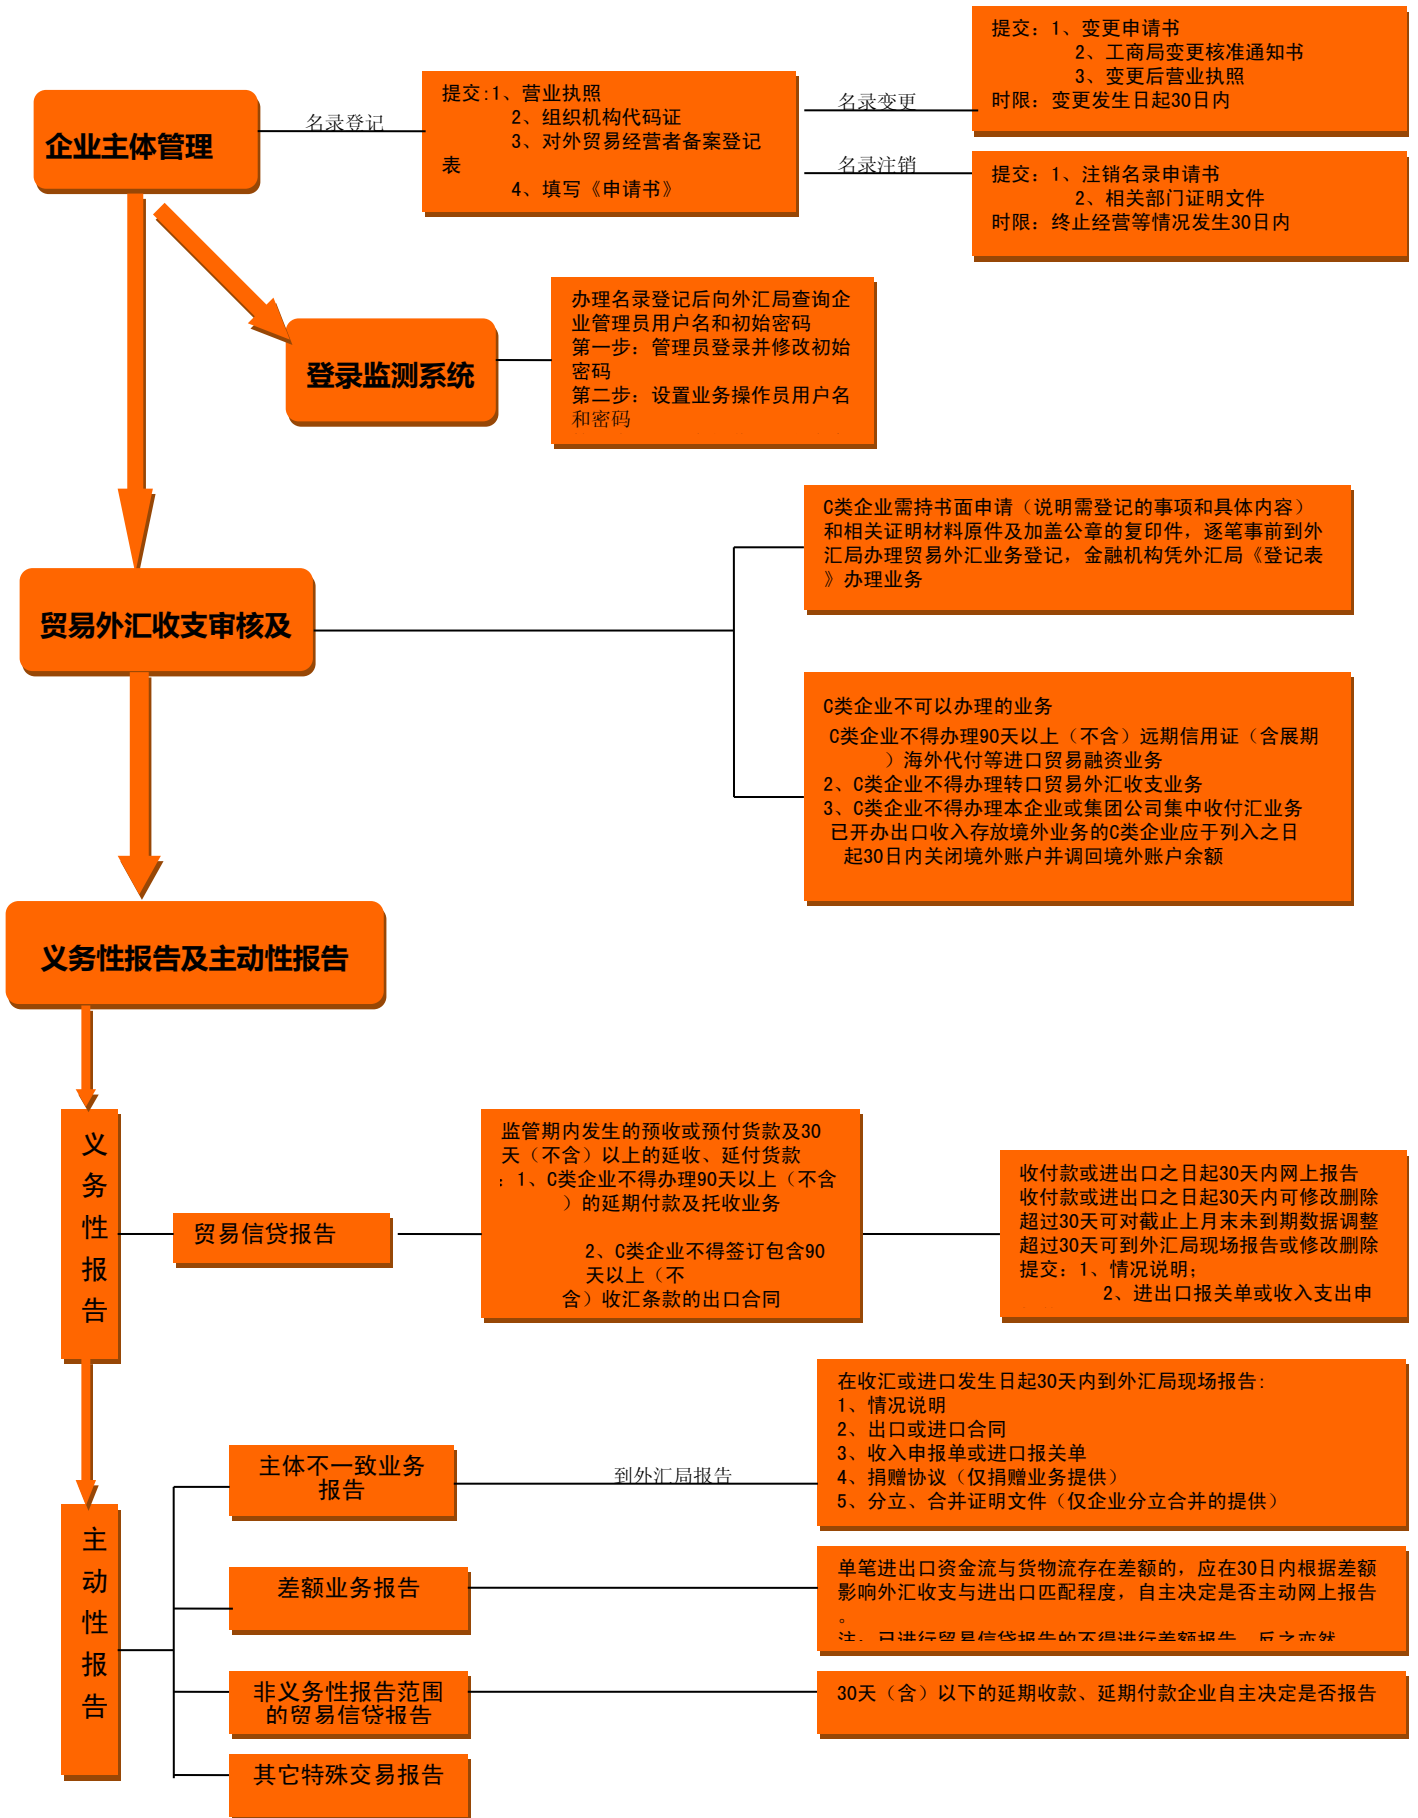 企业主体管理
名录登记
提交:1、营业执照
2、组织机构代码证
3、对外贸易经营者备案登记
表
4、填写《申请书》
名录变更
提交：1、变更申请书
2、工商局变更核准通知书
3、变更后营业执照
时限：变更发生日起30日内
名录注销
提交：1、注销名录申请书
2、相关部门证明文件
时限：终止经营等情况发生30日内
登录监测系统
办理名录登记后向外汇局查询企
业管理员用户名和初始密码
第一步：管理员登录并修改初始
密码
第二步：设置业务操作员用户名
和密码
贸易外汇收支审核及
C类企业需持书面申请（说明需登记的事项和具体内容）
和相关证明材料原件及加盖公章的复印件，逐笔事前到外
汇局办理贸易外汇业务登记，金融机构凭外汇局《登记表
》办理业务
C类企业不可以办理的业务
C类企业不得办理90天以上（不含）远期信用证（含展期
）海外代付等进口贸易融资业务
2、C类企业不得办理转口贸易外汇收支业务
3、C类企业不得办理本企业或集团公司集中收付汇业务
已开办出口收入存放境外业务的C类企业应于列入之日
起30日内关闭境外账户并调回境外账户余额
义务性报告及主动性报告
义
务
性
报
告
贸易信贷报告
监管期内发生的预收或预付货款及30
天（不含）以上的延收、延付货款
：1、C类企业不得办理90天以上（不含
）的延期付款及托收业务
2、C类企业不得签订包含90
天以上（不
含）收汇条款的出口合同
收付款或进出口之日起30天内网上报告
收付款或进出口之日起30天内可修改删除
超过30天可对截止上月末未到期数据调整
超过30天可到外汇局现场报告或修改删除
提交：1、情况说明;
2、进出口报关单或收入支出申
主
动
性
报
告
主体不一致业务
报告
到外汇局报告
在收汇或进口发生日起30天内到外汇局现场报告:
1、情况说明
2、出口或进口合同
3、收入申报单或进口报关单
4、捐赠协议（仅捐赠业务提供）
5、分立、合并证明文件（仅企业分立合并的提供）
差额业务报告
单笔进出口资金流与货物流存在差额的，应在30日内根据差额
影响外汇收支与进出口匹配程度，自主决定是否主动网上报告
。
注：已进行贸易信贷报告的不得进行差额报告，反之亦然
非义务性报告范围
的贸易信贷报告
30天（含）以下的延期收款、延期付款企业自主决定是否报告
其它特殊交易报告